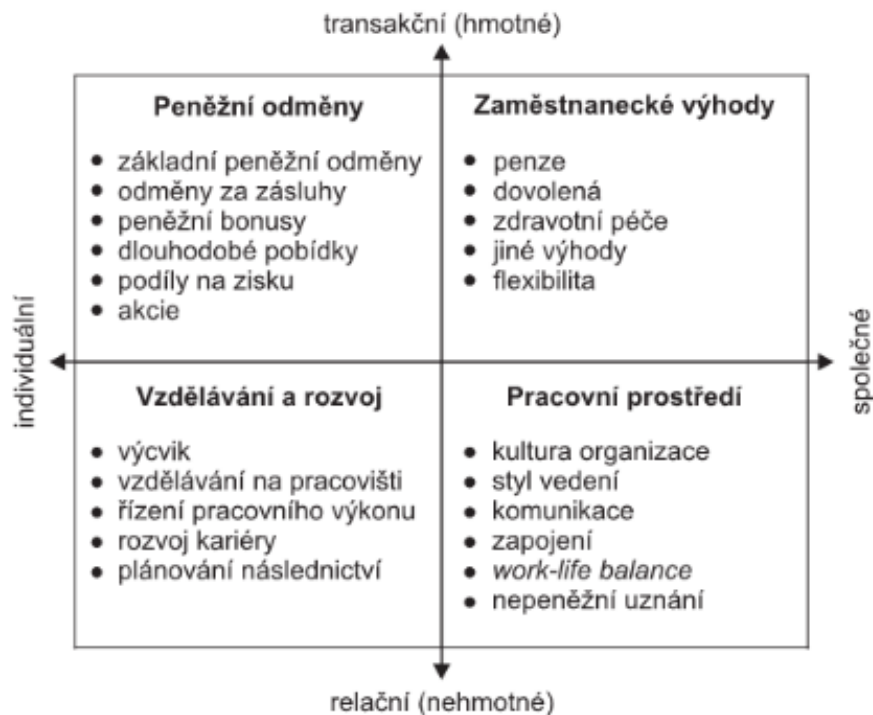 transakční (hmotné)
Peněžní odměny
• základní peněžní odměny
• odměny za zásluhy
• peněžní bonusy
• dlouhodobé pobídky
• podíly na zisku
• akcie
Zaměstnanecké výhody
• penze
• dovolená
• zdravotní péče
• jiné výhody
• flexibilita
individuální
společné
Vzdělávání a rozvoj
• výcvik
• vzdělávání na pracovišti
• řízení pracovního výkonu
• rozvoj kariéry
• plánování následnictví
Pracovní prostředí
• kultura organizace
• styl vedení
• komunikace
• zapojení
• work-life balance
• nepeněžní uznání
relační (nehmotné)